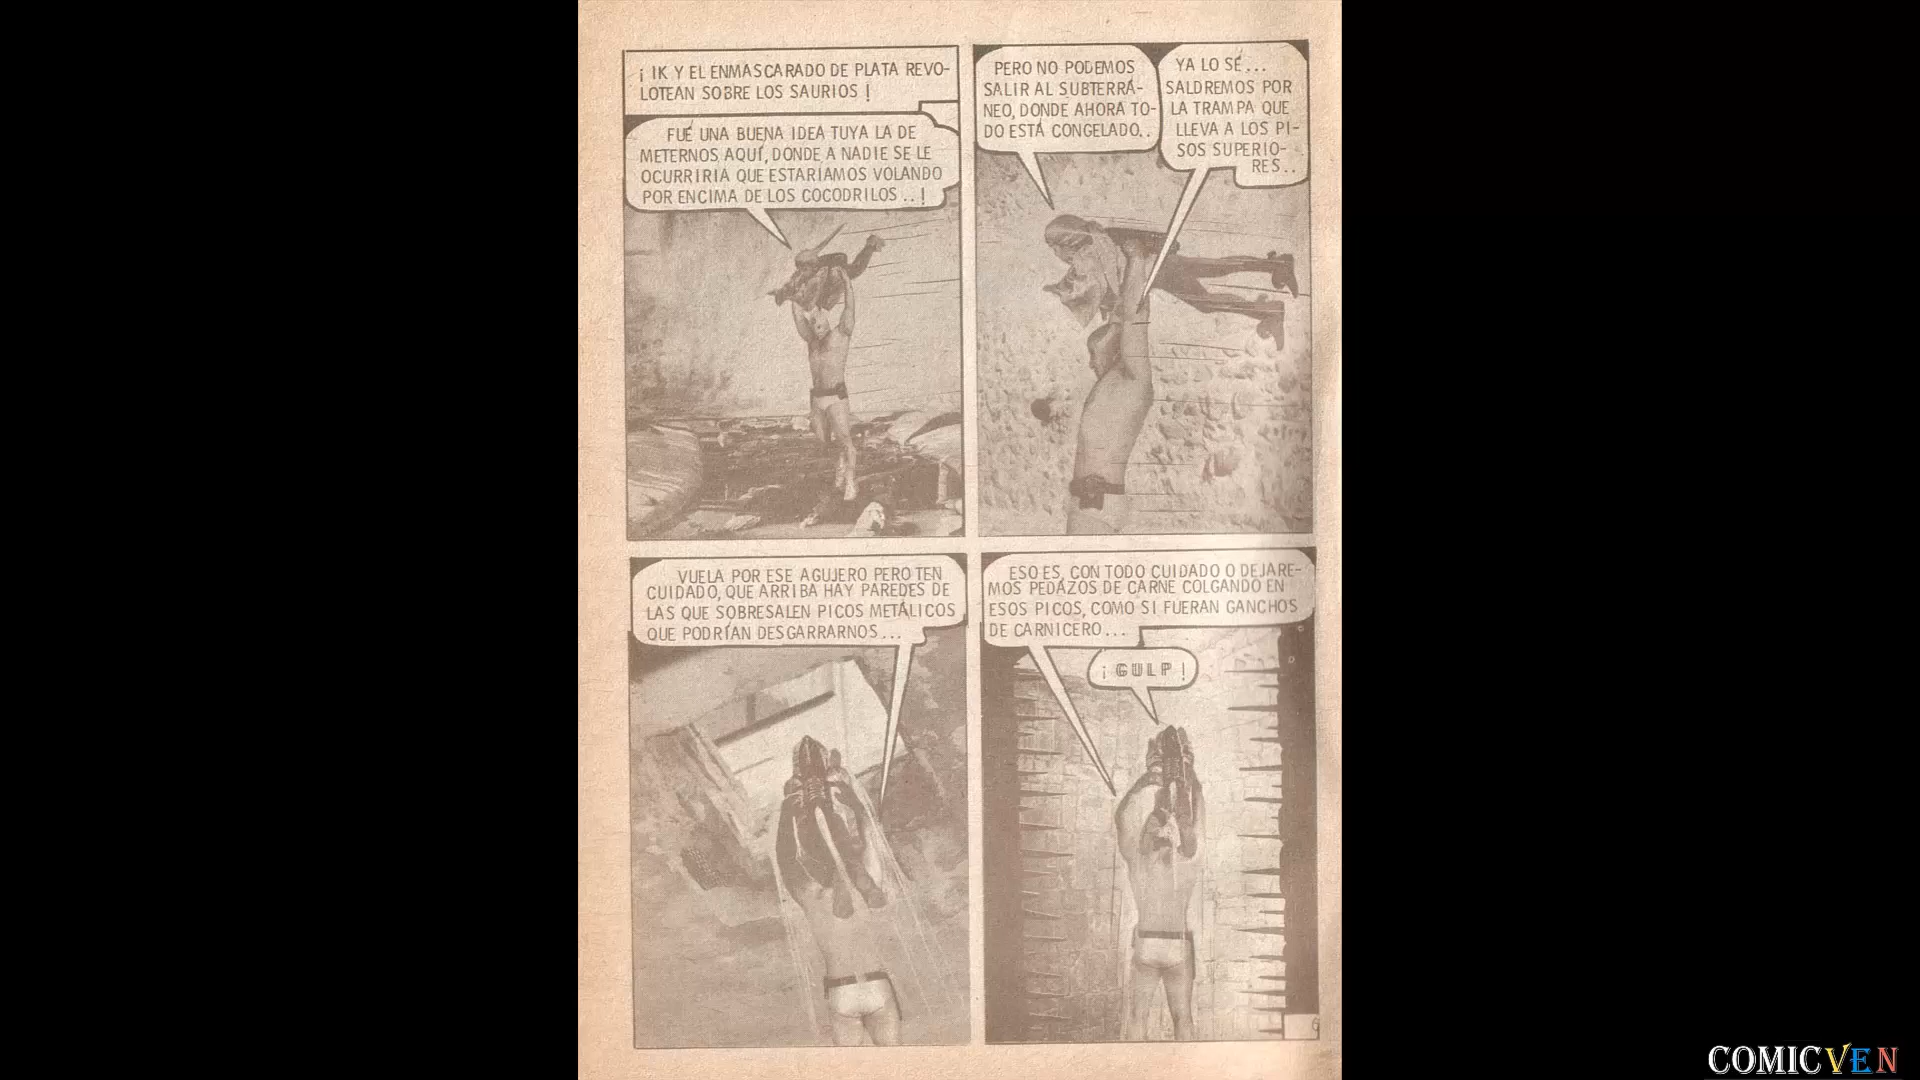 ¡ IK Y EL ENMASCARADO DE PLATA REVO-
LOTEAN SOBRE LOS SAURIOS !
FUÉ UNA BUENA IDEA TUYA LA DE
METERNOS AQUÍ, DONDE A NADIE SE LE
OCURRIRIA QUE ESTARÍAMOS VOLANDO
POR ENCIMA DE LOS COCODRILOS . . !
PERO NO PODEMOS
SALIR AL SUBTERRÁ-
NEO, DONDE AHORA TO-
DO ESTÁ CONGELADO..
YA LO SÉ...
SALDREMOS POR
LA TRAMPA QUE
LLEVA A LOS PI-
SOS SUPERIO-
RES..
VUELA POR ESE AGUJERO PERO TEN
CUIDADO, QUE ARRIBA HAY PAREDES DE
LAS QUE SOBRESALEN PICOS METÁLICOS
QUE PODRÍAN DESGARRARNOS...
ESO ES, CON TODO CUIDADO O DEJARE-
MOS PEDAZOS DE CARNE COLGANDO EN
ESOS PICOS, COMO SI FUERAN GANCHOS
DE CARNICERO...
¡ GULP !
COMICVEN